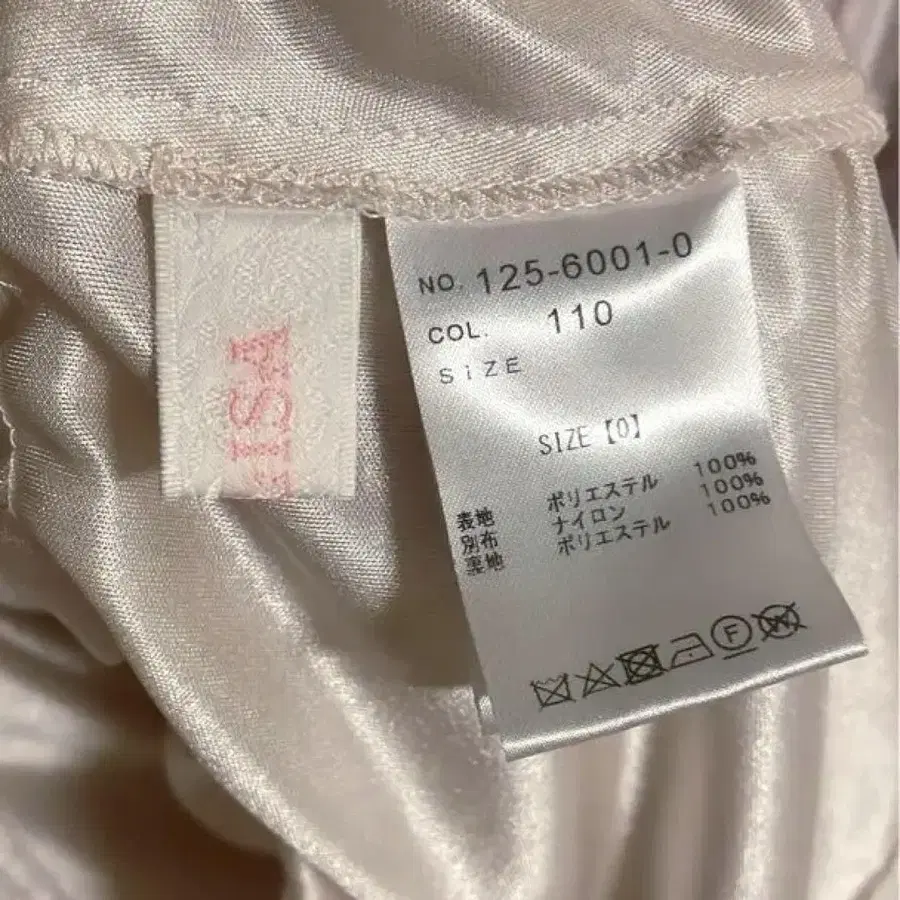 ISA
NO. 125-6001-0
COL. 110
SiZE
SIZE【0】
表地 ポリエステル 100%
別布 ナイロン 100%
裏地 ポリエステル 100%
F
W